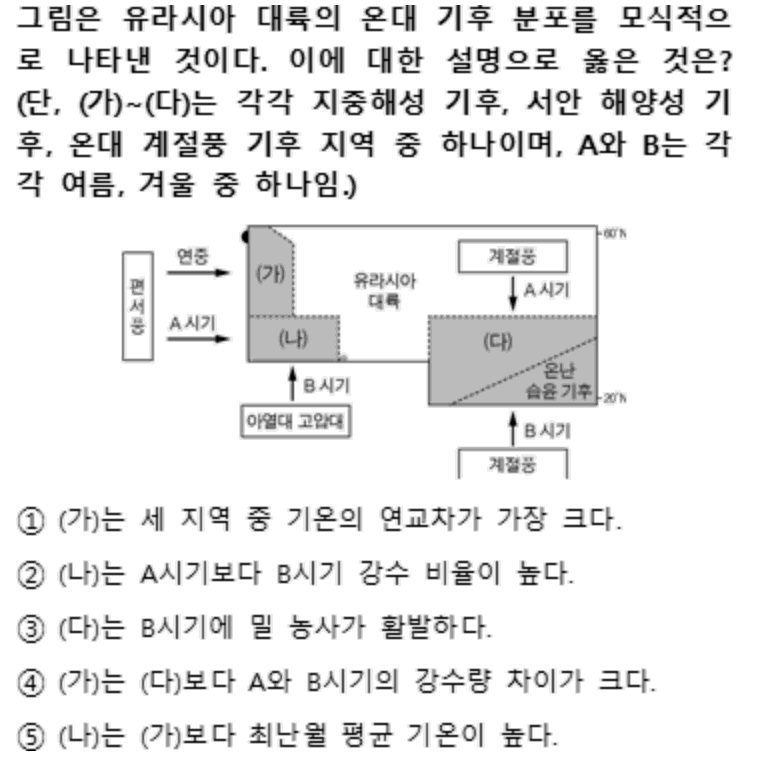 그림은 유라시아 대륙의 온대 기후 분포를 모식적으
로 나타낸 것이다. 이에 대한 설명으로 옳은 것은?
(단, (가)~(다)는 각각 지중해성 기후, 서안 해양성 기
후, 온대 계절풍 기후 지역 중 하나이며, A와 B는 각
각 여름, 겨울 중 하나임.)
60°N
연중
계절풍
(가)
유라시아
대륙
편서풍
A 시기
A 시기
(나)
(다)
온난
습윤 기후
B 시기
20°N
아열대 고압대
B 시기
계절풍
① (가)는 세 지역 중 기온의 연교차가 가장 크다.
② (나)는 A시기보다 B시기 강수 비율이 높다.
③ (다)는 B시기에 밀 농사가 활발하다.
④ (가)는 (다)보다 A와 B시기의 강수량 차이가 크다.
⑤ (나)는 (가)보다 최난월 평균 기온이 높다.